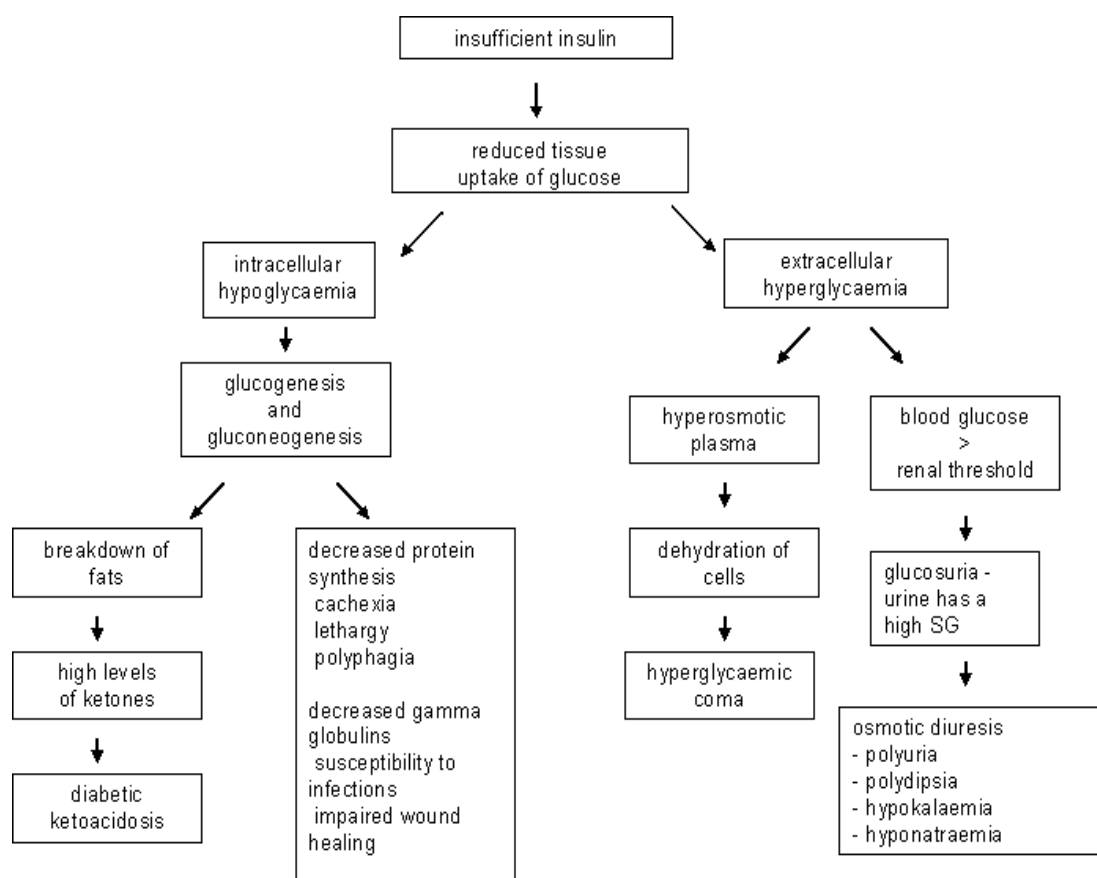 insufficient insulin
reduced tissue
uptake of glucose
intracellular
hypoglycaemia
extracellular
hyperglycaemia
glucogenesis
and
gluconeogenesis
hyperosmotic
plasma
blood glucose
>
renal threshold
breakdown of
fats
decreased protein
synthesis
cachexia
lethargy
polyphagia
decreased gamma
globulins
susceptibility to
infections
impaired wound
healing
dehydration of
cells
glucosuria -
urine has a
high SG
high levels
of ketones
hyperglycaemic
coma
diabetic
ketoacidosis
osmotic diuresis
- polyuria
- polydipsia
- hypokalaemia
- hyponatraemia